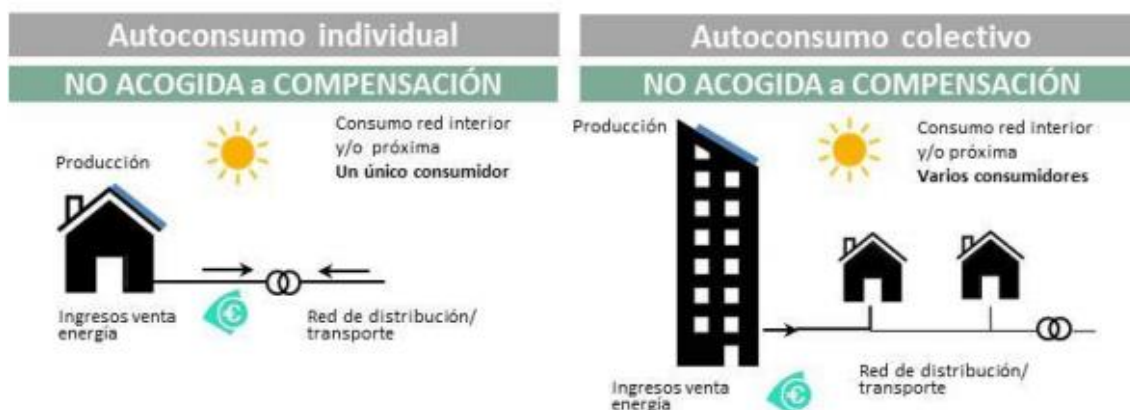 Autoconsumo individual
NO ACOGIDA a COMPENSACIÓN
Consumo red interior
y/o próxima
Un único consumidor
Producción
Ingresos venta
energía
€
Red de distribución/
transporte
Autoconsumo colectivo
NO ACOGIDA a COMPENSACIÓN
Producción
Consumo red interior
y/o próxima
Varios consumidores
Red de distribución/
transporte
Ingresos venta
energía
€